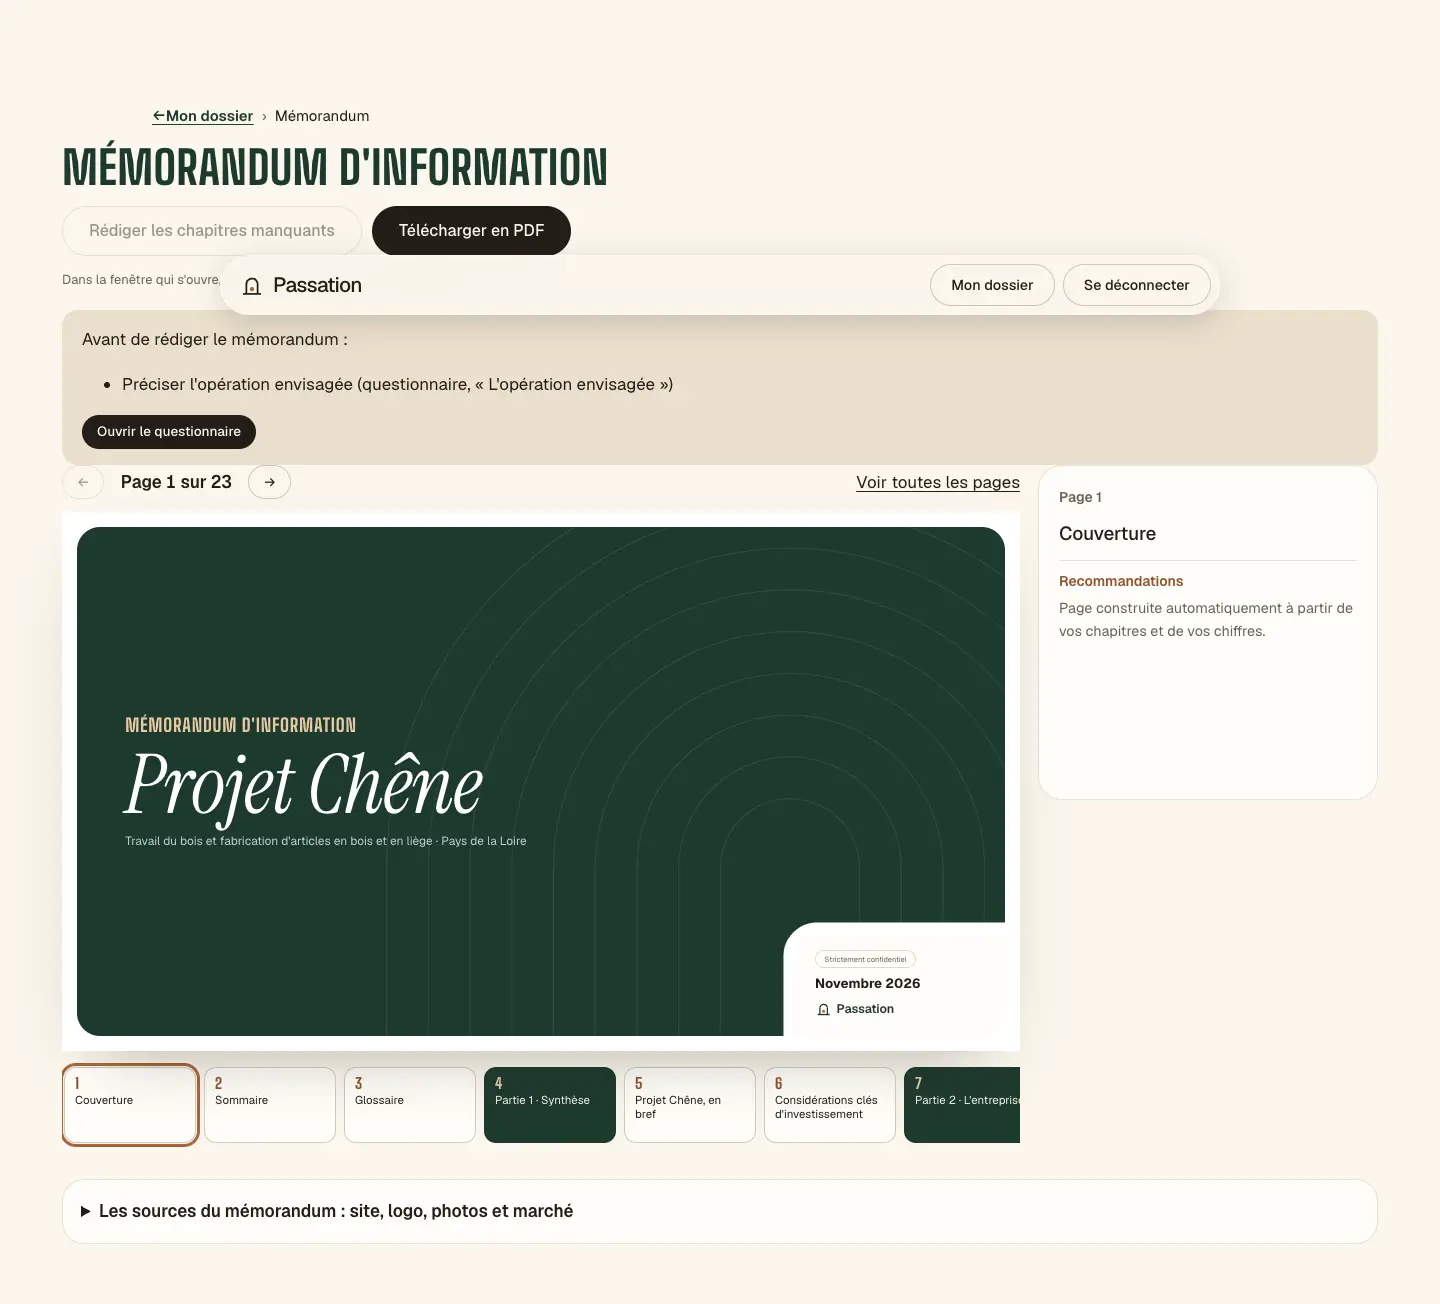 ←Mon dossier › Mémorandum
MÉMORANDUM D'INFORMATION
Rédiger les chapitres manquants
Télécharger en PDF
Dans la fenêtre qui s'ouvre,
Passation
Mon dossier
Se déconnecter
Avant de rédiger le mémorandum :
• Préciser l'opération envisagée (questionnaire, « L'opération envisagée »)
Ouvrir le questionnaire
← Page 1 sur 23 →
Voir toutes les pages
Page 1
Couverture
Recommandations
Page construite automatiquement à partir de
vos chapitres et de vos chiffres.
MÉMORANDUM D'INFORMATION
Projet Chêne
Travail du bois et fabrication d'articles en bois et en liège · Pays de la Loire
Strictement confidentiel
Novembre 2026
Passation
1
Couverture
2
Sommaire
3
Glossaire
4
Partie 1 · Synthèse
5
Projet Chêne, en
bref
6
Considérations clés
d'investissement
7
Partie 2 · L'entreprise
▶ Les sources du mémorandum : site, logo, photos et marché